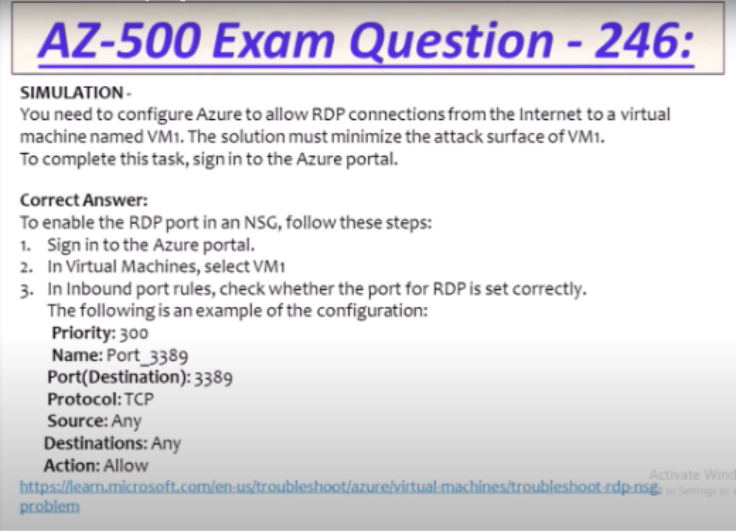 AZ-500 Exam Question - 246:
SIMULATION -
You need to configure Azure to allow RDP connections from the Internet to a virtual
machine named VM1. The solution must minimize the attack surface of VM1.
To complete this task, sign in to the Azure portal.
Correct Answer:
To enable the RDP port in an NSG, follow these steps:
1. Sign in to the Azure portal.
2. In Virtual Machines, select VM1
3. In Inbound port rules, check whether the port for RDP is set correctly.
The following is an example of the configuration:
Priority: 300
Name: Port_3389
Port(Destination): 3389
Protocol: TCP
Source: Any
Destinations: Any
Action: Allow
Activate Wind
https://learn.microsoft.com/en-us/troubleshoot/azure/virtual-machines/troubleshoot-rdp-nsg-
to Settings to
problem